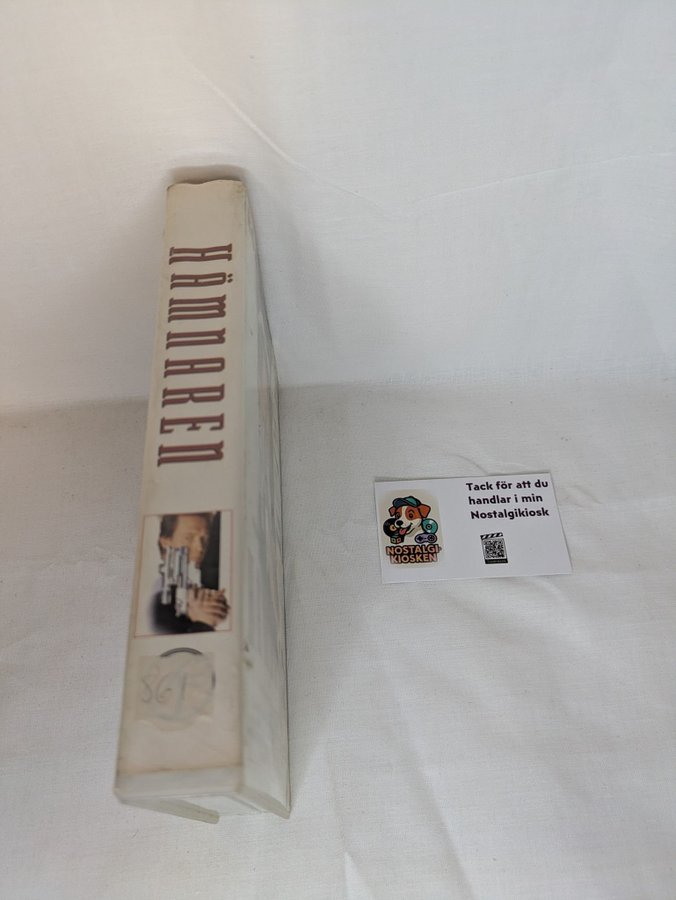 HÄMNAREN
Tack för att du
handlar i min
Nostalgikiosk
NOSTALGI-
KIOSKEN